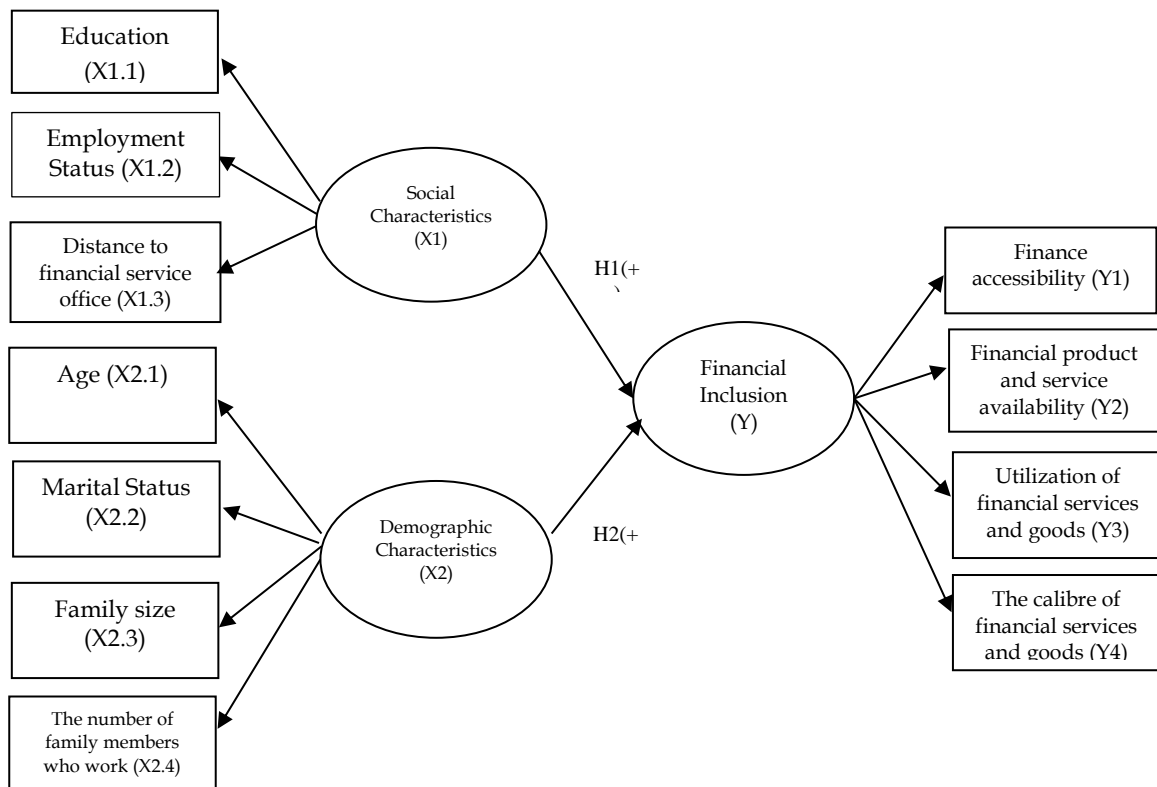 Education
(X1.1)
Employment
Status (X1.2)
Distance to
financial service
office (X1.3)
Age (X2.1)
Marital Status
(X2.2)
Family size
(X2.3)
The number of
family members
who work (X2.4)
Social
Characteristics
(X1)
Demographic
Characteristics
(X2)
H1(+
H2(+
Financial
Inclusion
(Y)
Finance
accessibility (Y1)
Financial product
and service
availability (Y2)
Utilization of
financial services
and goods (Y3)
The calibre of
financial services
and goods (Y4)